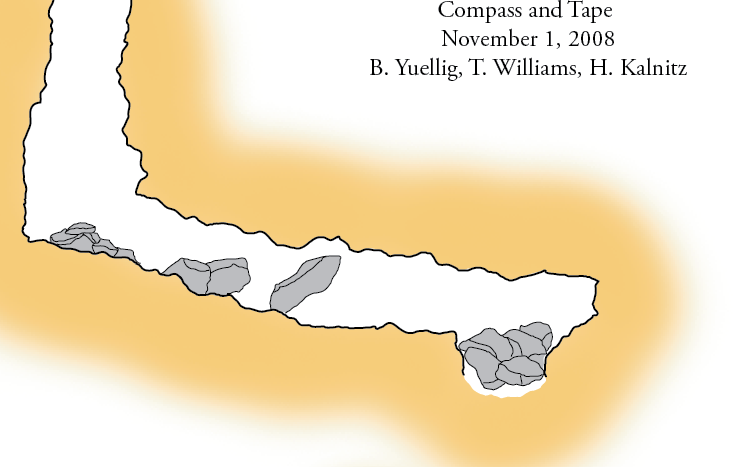 Compass and Tape
November 1, 2008
B. Yuellig, T. Williams, H. Kalnitz